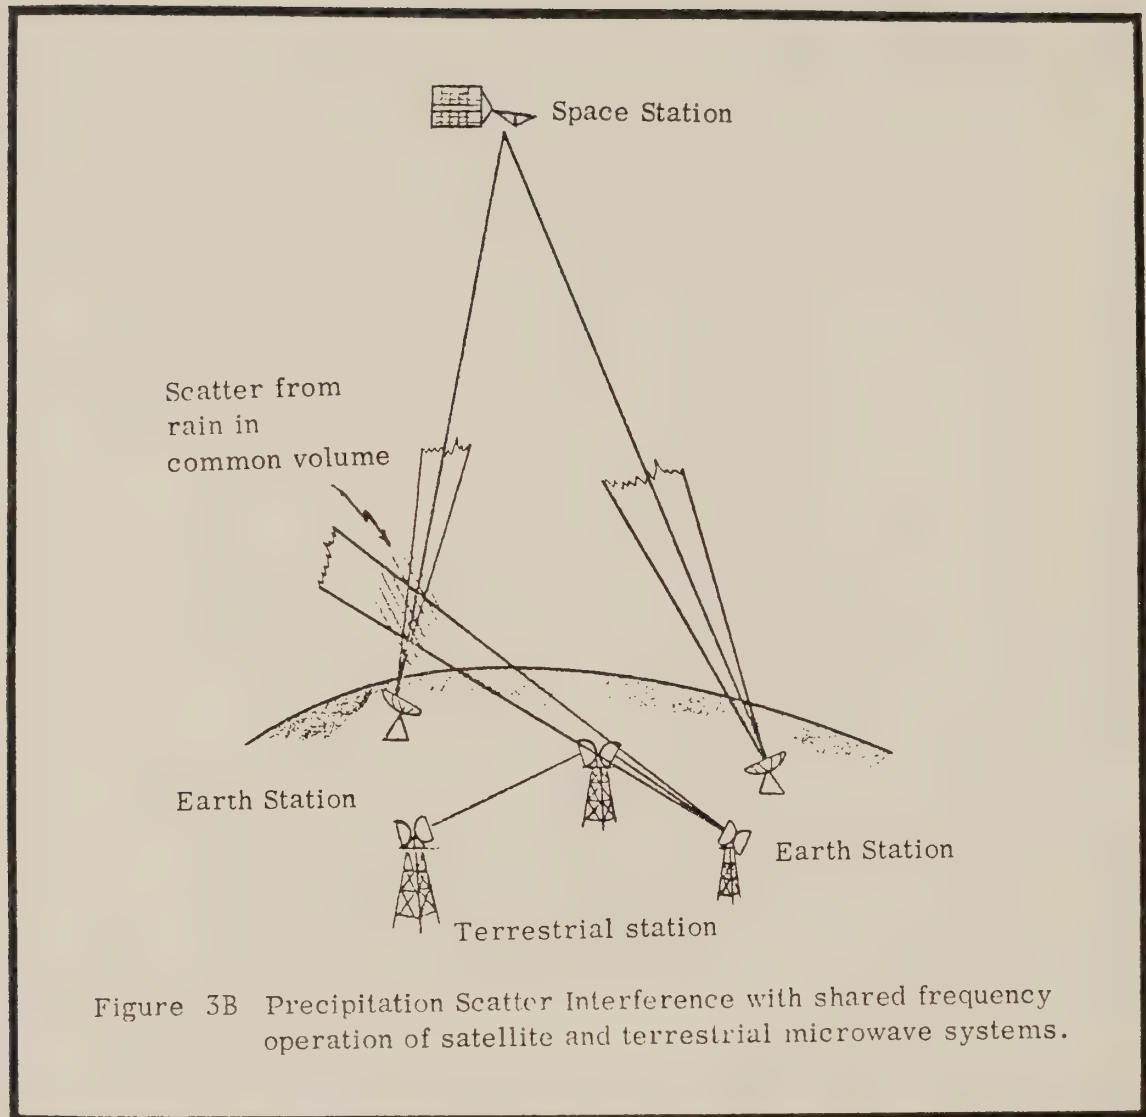 Space Station
Scatter from
rain in
common volume
Earth Station
Earth Station
Terrestrial station
Figure 3B Precipitation Scatter Interference with shared frequency
operation of satellite and terrestrial microwave systems.